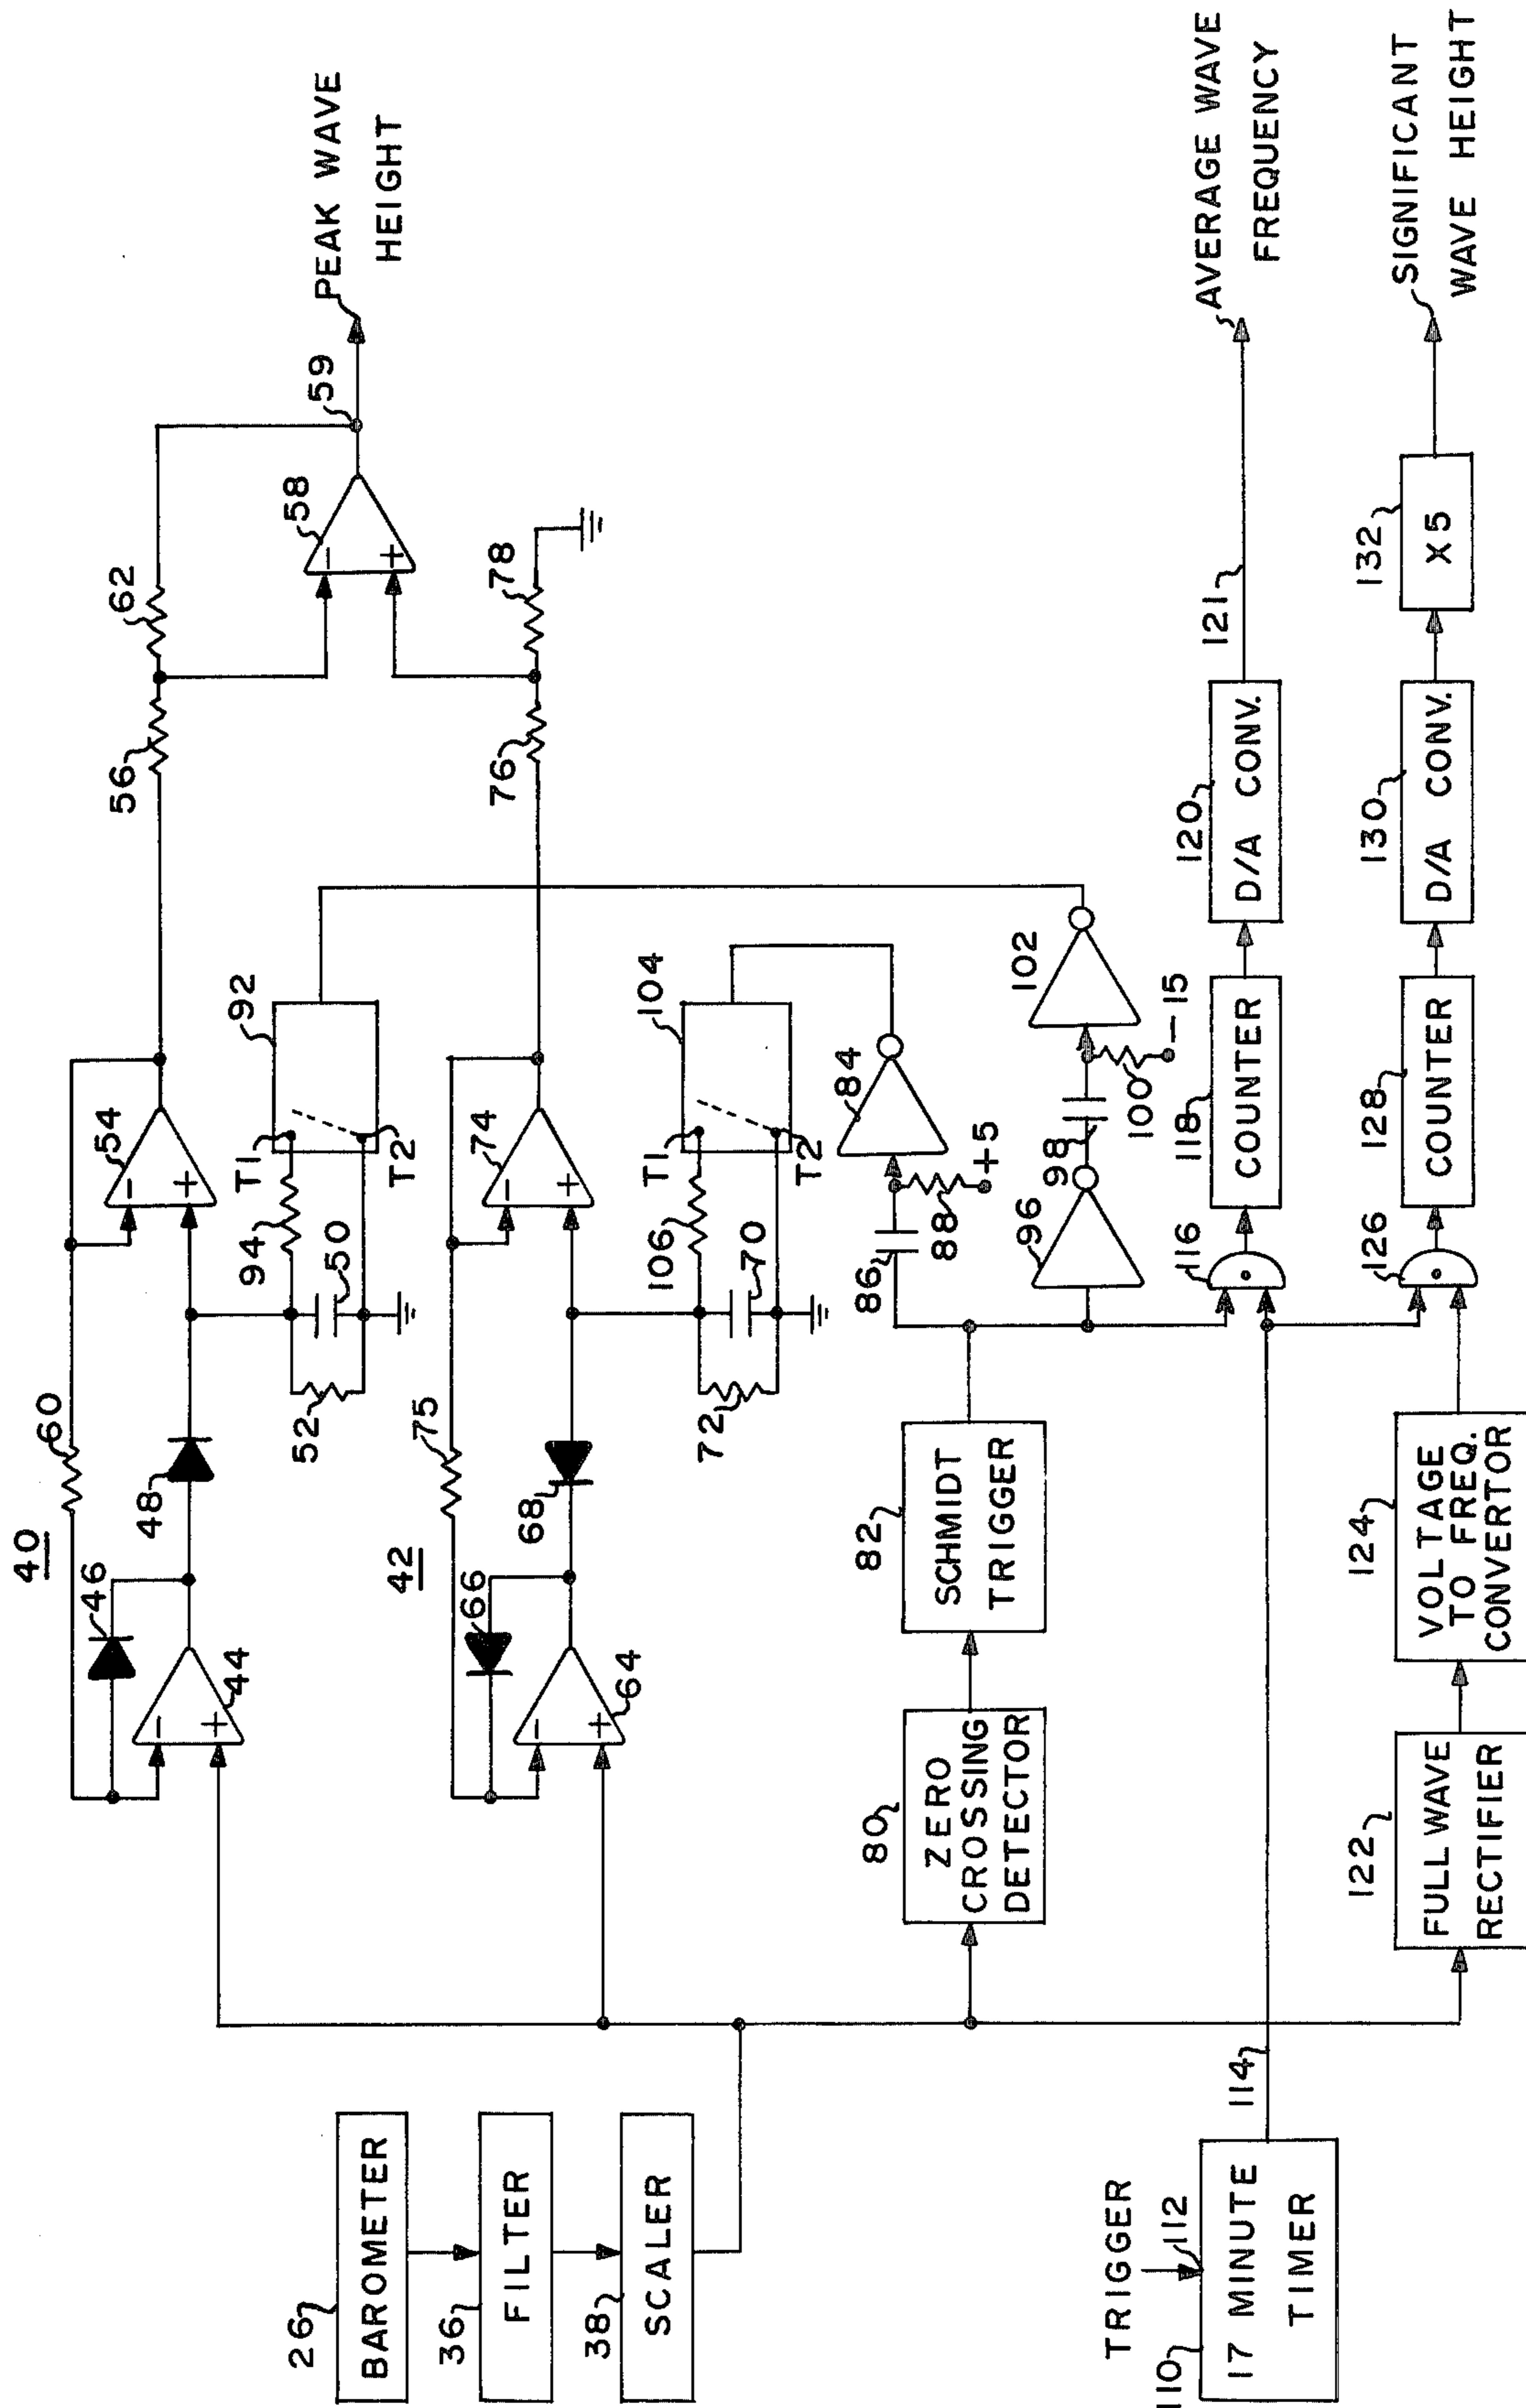 26
BAROMETER
36
FILTER
38
SCALER
TRIGGER
112
110
17 MINUTE
TIMER
114
40
60
46
48
44
-
+
52
50
94
T1
T2
92
54
-
+
56
62
58
-
+
59
PEAK WAVE
HEIGHT
42
75
66
68
64
-
+
72
70
106
T1
T2
104
74
-
+
76
78
80
ZERO
CROSSING
DETECTOR
82
SCHMIDT
TRIGGER
86
88
+5
84
96
98
100
-15
102
116
118
COUNTER
120
D/A CONV.
121
AVERAGE WAVE
FREQUENCY
122
FULL WAVE
RECTIFIER
124
VOLTAGE
TO FREQ.
CONVERTOR
126
128
COUNTER
130
D/A CONV.
132
X5
SIGNIFICANT
WAVE HEIGHT